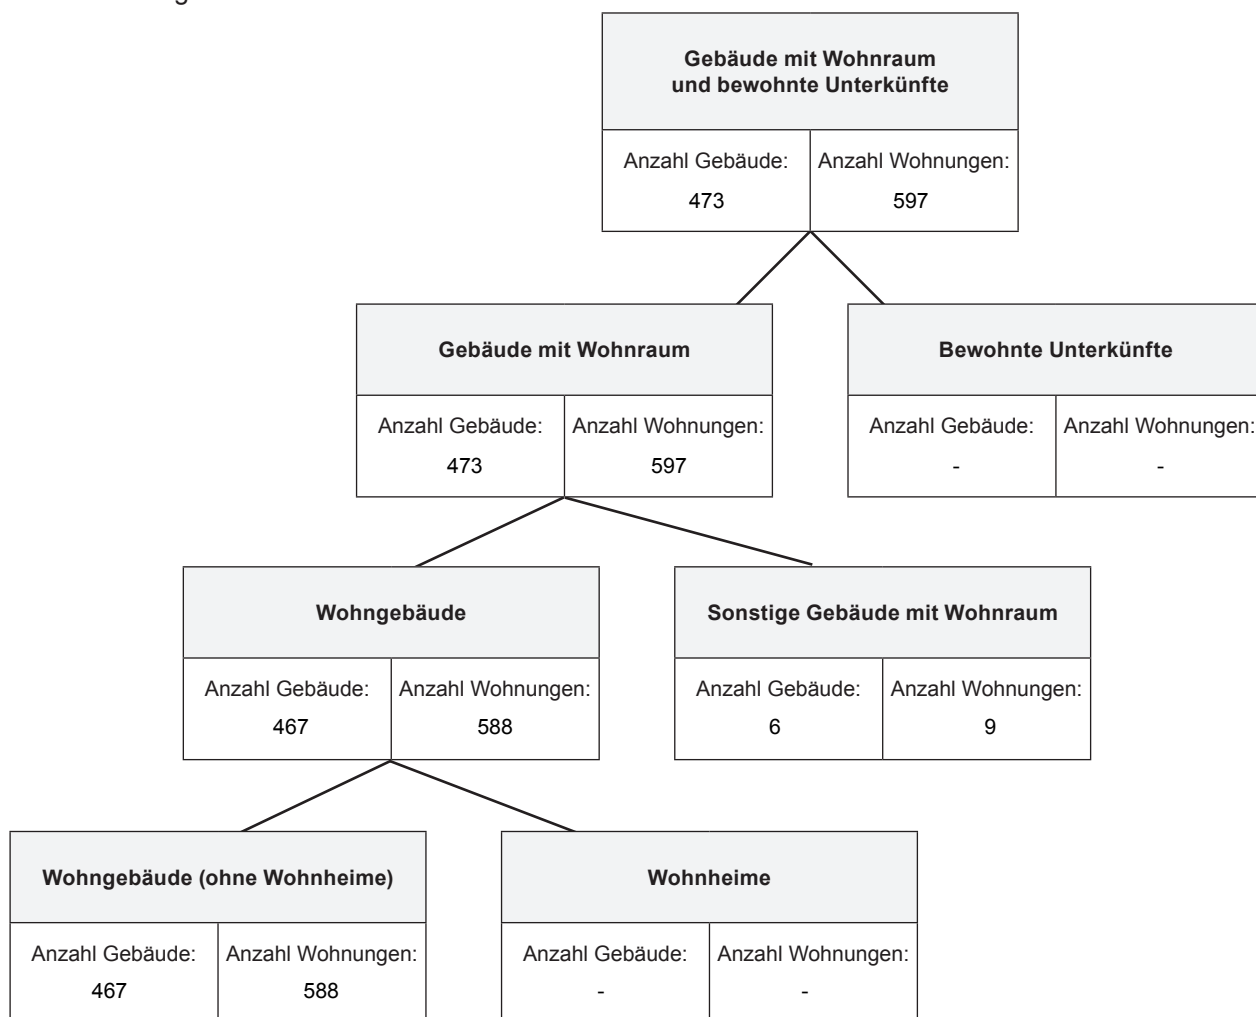 Gebäude mit Wohnraum
und bewohnte Unterkünfte
Anzahl Gebäude: Anzahl Wohnungen:
473 597
Gebäude mit Wohnraum
Anzahl Gebäude: Anzahl Wohnungen:
473 597
Bewohnte Unterkünfte
Anzahl Gebäude: Anzahl Wohnungen:
- -
Wohngebäude
Anzahl Gebäude: Anzahl Wohnungen:
467 588
Sonstige Gebäude mit Wohnraum
Anzahl Gebäude: Anzahl Wohnungen:
6 9
Wohngebäude (ohne Wohnheime)
Anzahl Gebäude: Anzahl Wohnungen:
467 588
Wohnheime
Anzahl Gebäude: Anzahl Wohnungen:
- -